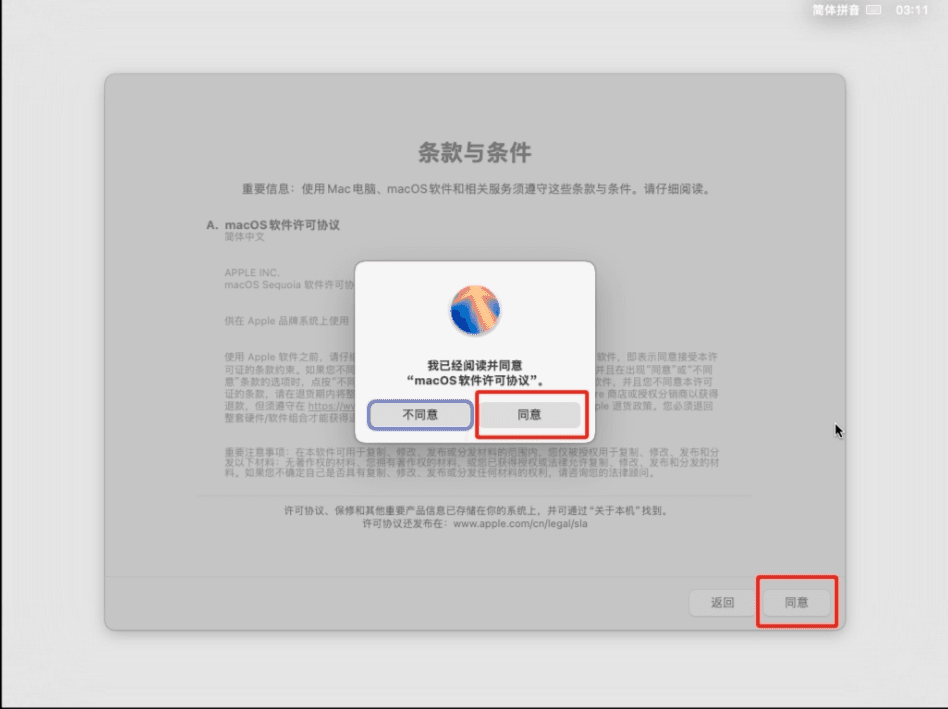 简体拼音 03:11
条款与条件
重要信息：使用 Mac 电脑、macOS 软件和相关服务须遵守这些条款与条件。请仔细阅读。
A. macOS 软件许可协议
简体中文
APPLE INC.
macOS Sequoia 软件许可协
供在 Apple 品牌系统上使用
使用 Apple 软件之前，请仔细 软件，即表示同意接受本许
可证的条款约束。如果您不同 并且在出现“同意”或“不同
意”条款的选项时，点按“不同 软件，并且您不同意本许可
证的条款，请在退货期内将整 商店或授权分销商以获得
退款，但须遵守在 https://ww ple 退货政策。您必须退回
整套硬件/软件组合才能获得
我已经阅读并同意
“macOS 软件许可协议”。
不同意 同意
重要注意事项：在本软件可用于复制、修改、发布或分发材料的范围内，您仅被授权用于复制、修改、发布和分
发以下材料：无著作权的材料、您拥有著作权的材料，或您已获得授权或法律允许复制、修改、发布和分发的材
料。如果您不确定自己是否具有复制、修改、发布或分发任何材料的权利，请咨询您的法律顾问。
许可协议、保修和其他重要产品信息已存储在你的系统上，并可通过“关于本机”找到。
许可协议还发布在：www.apple.com/cn/legal/sla
返回 同意